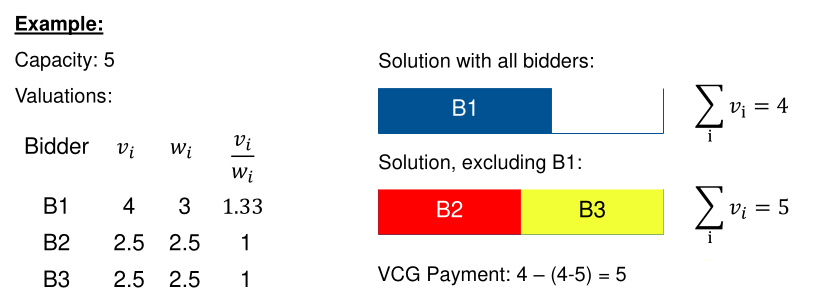 Example:
Capacity: 5
Valuations:
Bidder v_i w_i v_i/w_i
B1 4 3 1.33
B2 2.5 2.5 1
B3 2.5 2.5 1
Solution with all bidders:
B1
∑_i v_i = 4
Solution, excluding B1:
B2 B3
∑_i v_i = 5
VCG Payment: 4 – (4-5) = 5